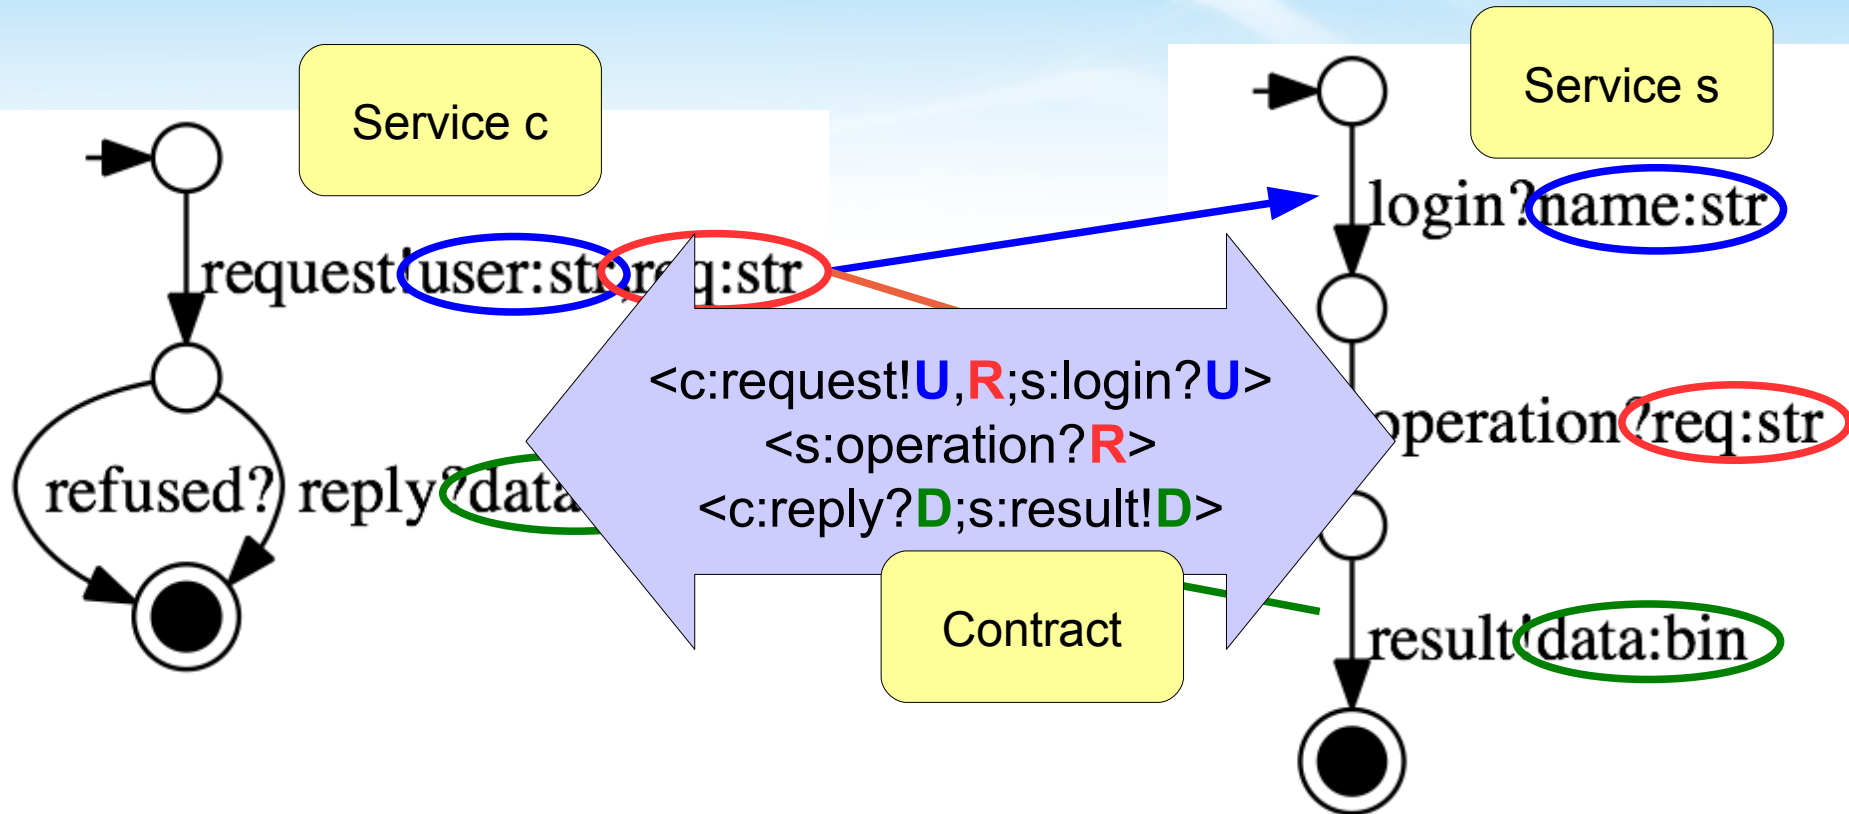 Service c
Service s
login?name:str
request!user:str,req:str
<c:request!U,R;s:login?U>
<s:operation?R>
<c:reply?D;s:result!D>
operation?req:str
refused?
reply?data
Contract
result!data:bin